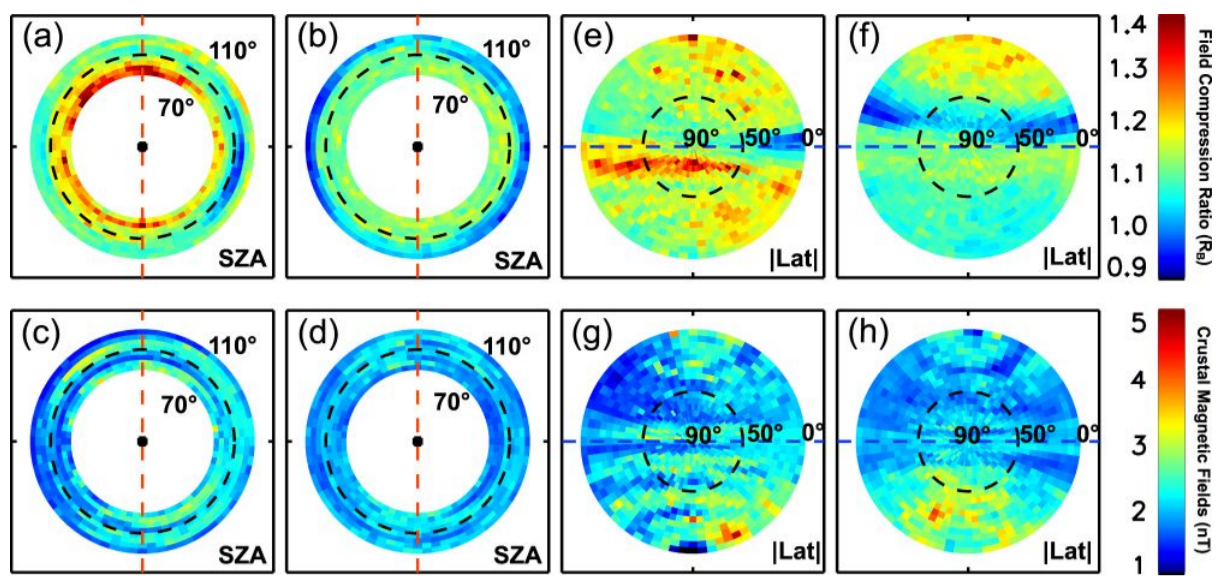 (a) 110° 70° SZA
(b) 110° 70° SZA
(e) 90° 50° 0° |Lat|
(f) 90° 50° 0° |Lat|
1.4
1.3
1.2
1.1
1.0
0.9
Field Compression Ratio (R_B)
(c) 110° 70° SZA
(d) 110° 70° SZA
(g) 90° 50° 0° |Lat|
(h) 90° 50° 0° |Lat|
5
4
3
2
1
Crustal Magnetic Fields (nT)